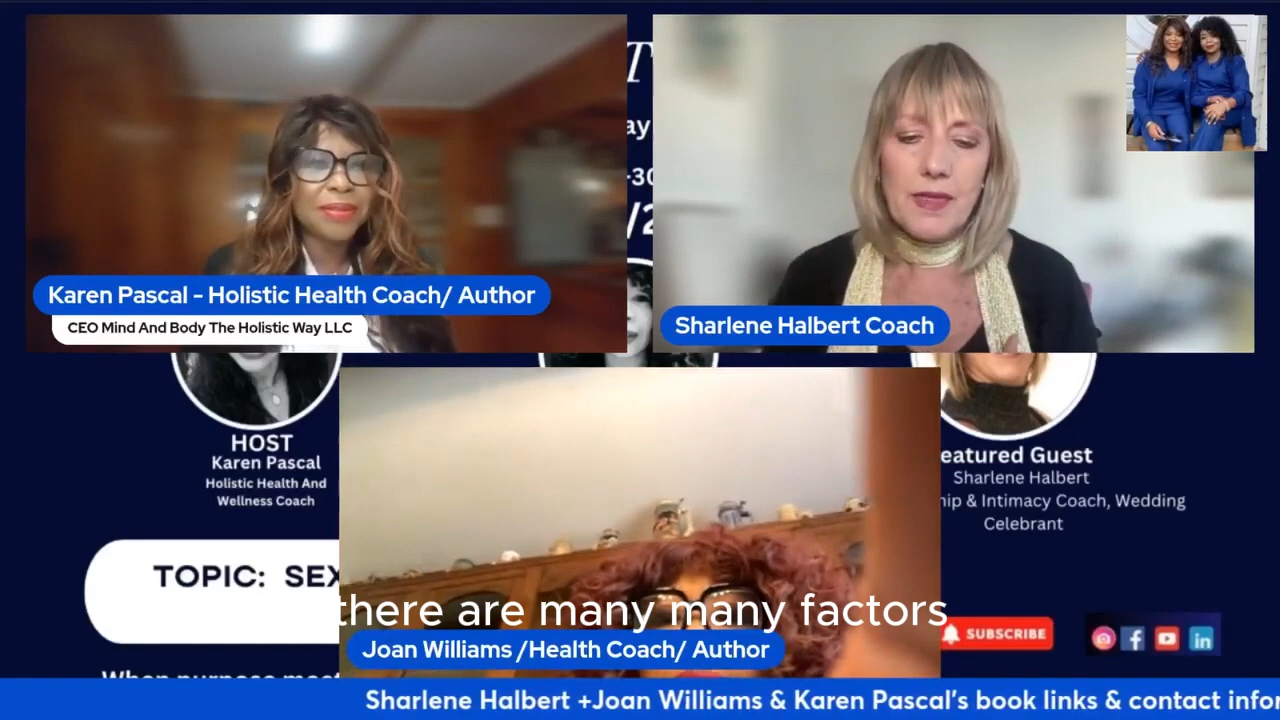 T
ay
-30
/2
Karen Pascal - Holistic Health Coach/ Author
CEO Mind And Body The Holistic Way LLC
Sharlene Halbert Coach
HOST
Karen Pascal
Holistic Health And
Wellness Coach
eatured Guest
Sharlene Halbert
hip & Intimacy Coach, Wedding
Celebrant
TOPIC: SEX
there are many many factors
SUBSCRIBE
Joan Williams /Health Coach/ Author
Sharlene Halbert +Joan Williams & Karen Pascal's book links & contact infor